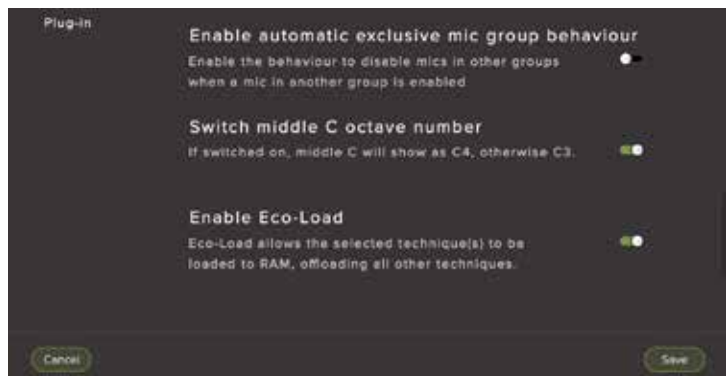 Plug-in
Enable automatic exclusive mic group behaviour
Enable the behaviour to disable mics in other groups
when a mic in another group is enabled
Switch middle C octave number
If switched on, middle C will show as C4, otherwise C3.
Enable Eco-Load
Eco-Load allows the selected technique(s) to be
loaded to RAM, offloading all other techniques.
Cancel
Save